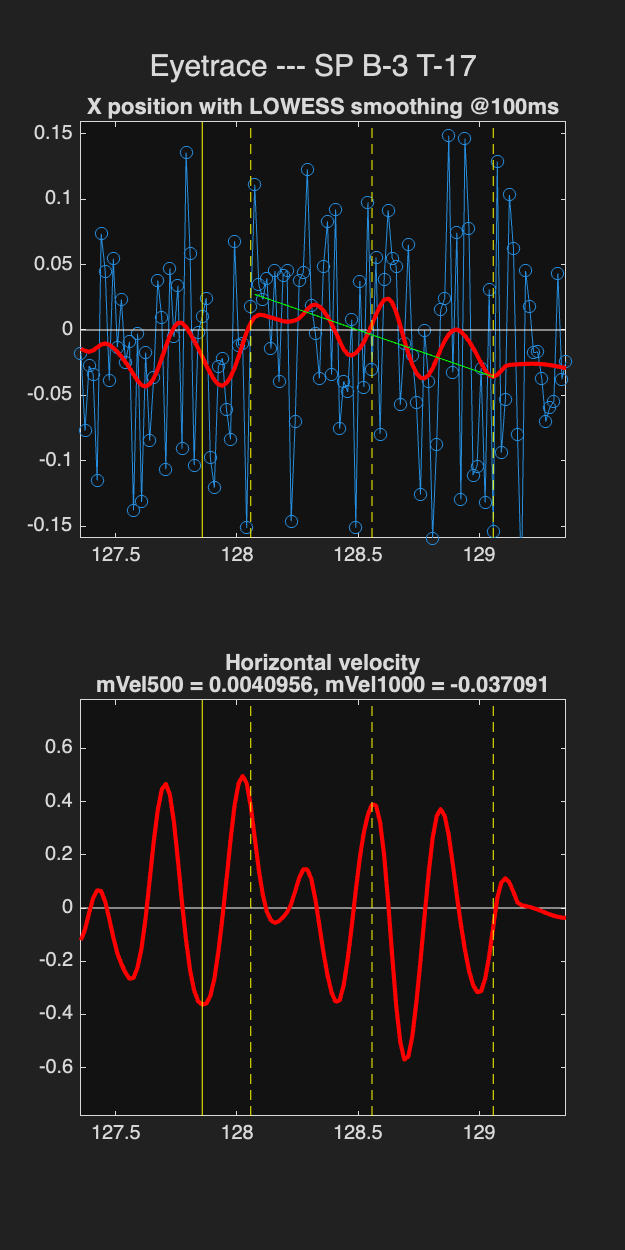 Eyetrace --- SP B-3 T-17
X position with LOWESS smoothing @100ms
0.15
0.1
0.05
0
-0.05
-0.1
-0.15
127.5 128 128.5 129
Horizontal velocity
mVel500 = 0.0040956, mVel1000 = -0.037091
0.6
0.4
0.2
0
-0.2
-0.4
-0.6
127.5 128 128.5 129